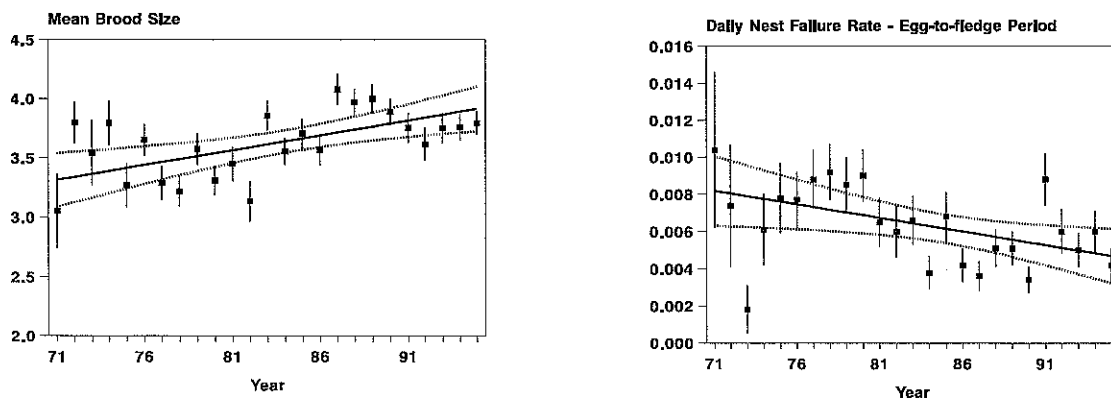 Mean Brood Size
4.5
4.0
3.5
3.0
2.5
2.0
71 76 81 86 91
Year
Daily Nest Failure Rate - Egg-to-fledge Period
0.016
0.014
0.012
0.010
0.008
0.006
0.004
0.002
0.000
71 76 81 86 91
Year